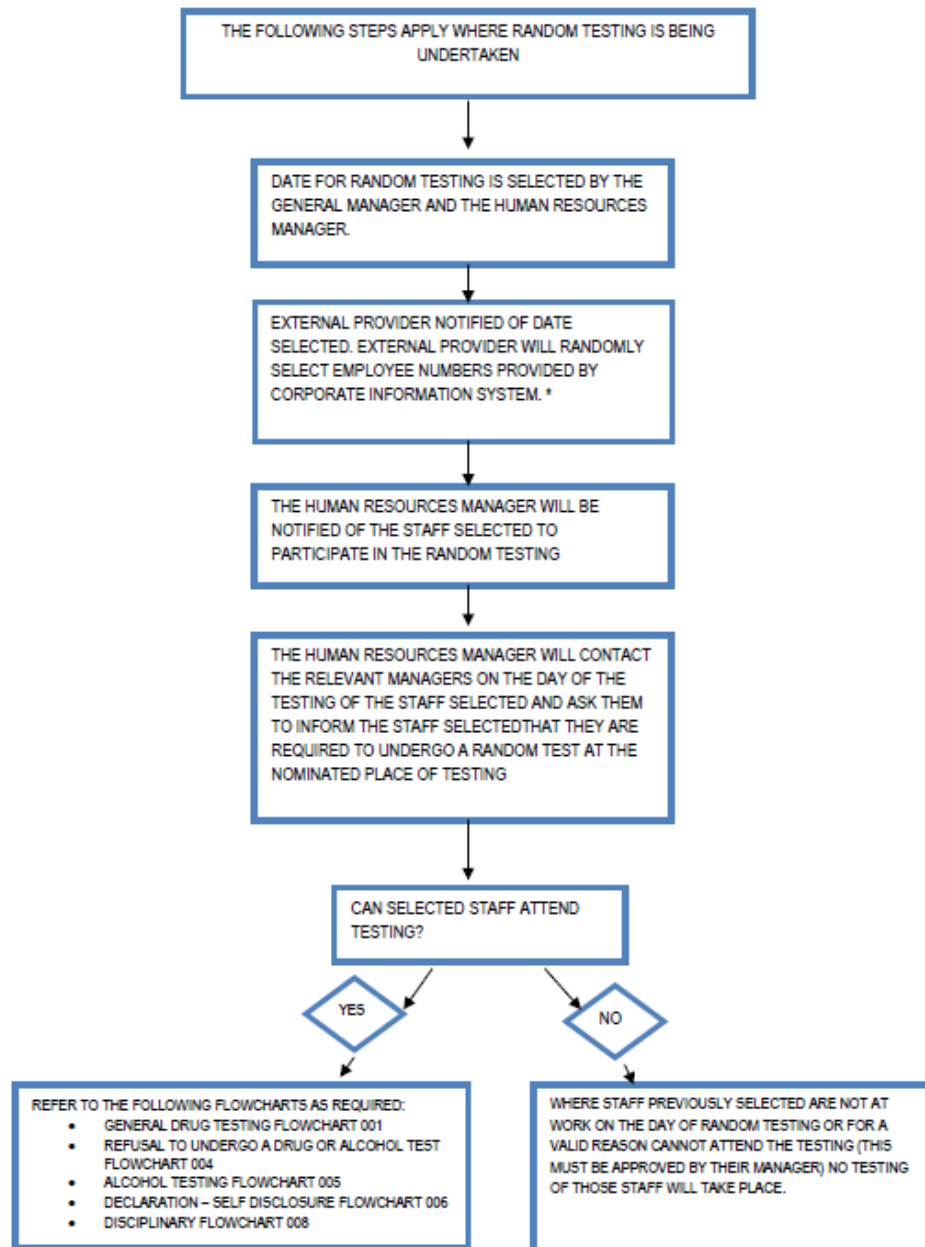 THE FOLLOWING STEPS APPLY WHERE RANDOM TESTING IS BEING
UNDERTAKEN
DATE FOR RANDOM TESTING IS SELECTED BY THE
GENERAL MANAGER AND THE HUMAN RESOURCES
MANAGER.
EXTERNAL PROVIDER NOTIFIED OF DATE
SELECTED. EXTERNAL PROVIDER WILL RANDOMLY
SELECT EMPLOYEE NUMBERS PROVIDED BY
CORPORATE INFORMATION SYSTEM. *
THE HUMAN RESOURCES MANAGER WILL BE
NOTIFIED OF THE STAFF SELECTED TO
PARTICIPATE IN THE RANDOM TESTING
THE HUMAN RESOURCES MANAGER WILL CONTACT
THE RELEVANT MANAGERS ON THE DAY OF THE
TESTING OF THE STAFF SELECTED AND ASK THEM
TO INFORM THE STAFF SELECTEDTHAT THEY ARE
REQUIRED TO UNDERGO A RANDOM TEST AT THE
NOMINATED PLACE OF TESTING
CAN SELECTED STAFF ATTEND
TESTING?
YES
NO
REFER TO THE FOLLOWING FLOWCHARTS AS REQUIRED:
• GENERAL DRUG TESTING FLOWCHART 001
• REFUSAL TO UNDERGO A DRUG OR ALCOHOL TEST
FLOWCHART 004
• ALCOHOL TESTING FLOWCHART 005
• DECLARATION – SELF DISCLOSURE FLOWCHART 006
• DISCIPLINARY FLOWCHART 008
WHERE STAFF PREVIOUSLY SELECTED ARE NOT AT
WORK ON THE DAY OF RANDOM TESTING OR FOR A
VALID REASON CANNOT ATTEND THE TESTING (THIS
MUST BE APPROVED BY THEIR MANAGER) NO TESTING
OF THOSE STAFF WILL TAKE PLACE.